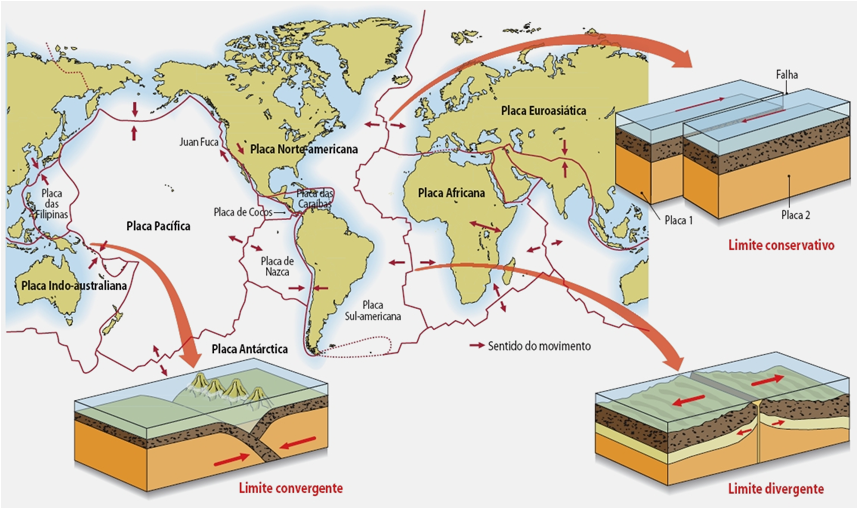 Falha
Placa Euroasiática
Juan Fuca
Placa Norte-americana
Placa
das
Filipinas
Placa Africana
Placa das
Caraíbas
Placa de Cocos
Placa 1
Placa 2
Placa Pacífica
Limite conservativo
Placa de
Nazca
Placa Indo-australiana
Placa
Sul-americana
Placa Antárctica
Sentido do movimento
Limite convergente
Limite divergente